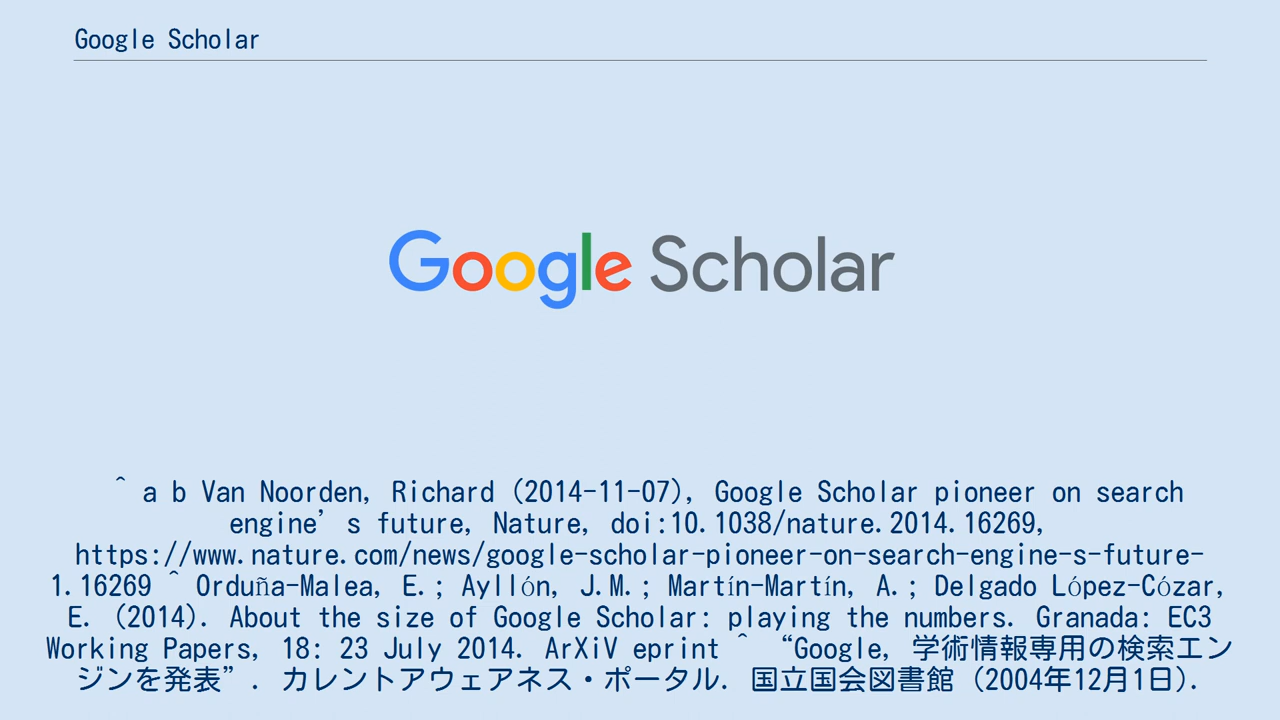 Google Scholar
Google Scholar
^ a b Van Noorden, Richard (2014-11-07), Google Scholar pioneer on search
engine’s future, Nature, doi:10.1038/nature.2014.16269,
https://www.nature.com/news/google-scholar-pioneer-on-search-engine-s-future-
1.16269 ^ Orduña-Malea, E.; Ayllón, J.M.; Martín-Martín, A.; Delgado López-Cózar,
E. (2014). About the size of Google Scholar: playing the numbers. Granada: EC3
Working Papers, 18: 23 July 2014. ArXiV eprint ^ “Google, 学術情報専用の検索エン
ジンを発表”. カレントアウェアネス・ポータル. 国立国会図書館 (2004年12月1日).